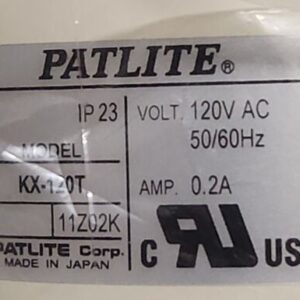 PATLITE®
IP 23
MODEL
KX-120T
11Z02K
PATLITE Corp.
MADE IN JAPAN
VOLT. 120V AC
50/60Hz
AMP. 0.2A
C RU US